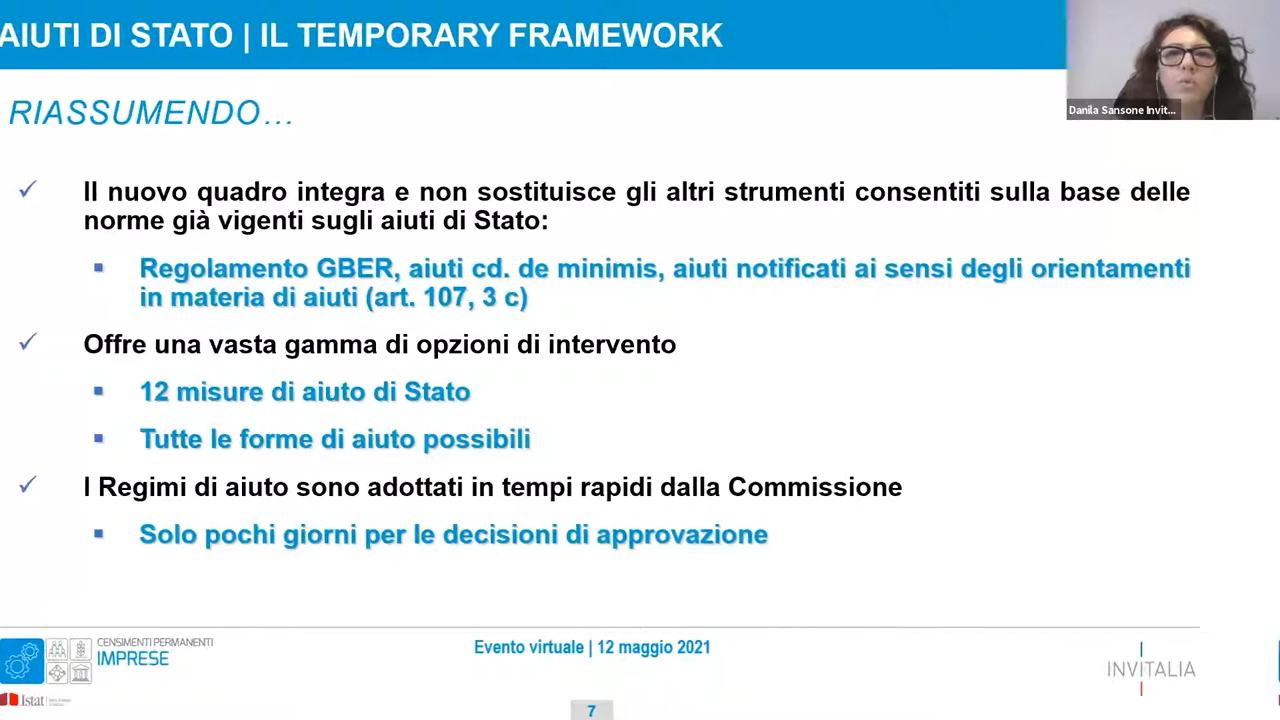 AIUTI DI STATO | IL TEMPORARY FRAMEWORK
Danila Sansone Invit...
RIASSUMENDO...
Il nuovo quadro integra e non sostituisce gli altri strumenti consentiti sulla base delle
norme già vigenti sugli aiuti di Stato:
Regolamento GBER, aiuti cd. de minimis, aiuti notificati ai sensi degli orientamenti
in materia di aiuti (art. 107, 3 c)
Offre una vasta gamma di opzioni di intervento
12 misure di aiuto di Stato
Tutte le forme di aiuto possibili
I Regimi di aiuto sono adottati in tempi rapidi dalla Commissione
Solo pochi giorni per le decisioni di approvazione
CENSIMENTI PERMANENTI
IMPRESE
Evento virtuale | 12 maggio 2021
INVITALIA
Istat
7